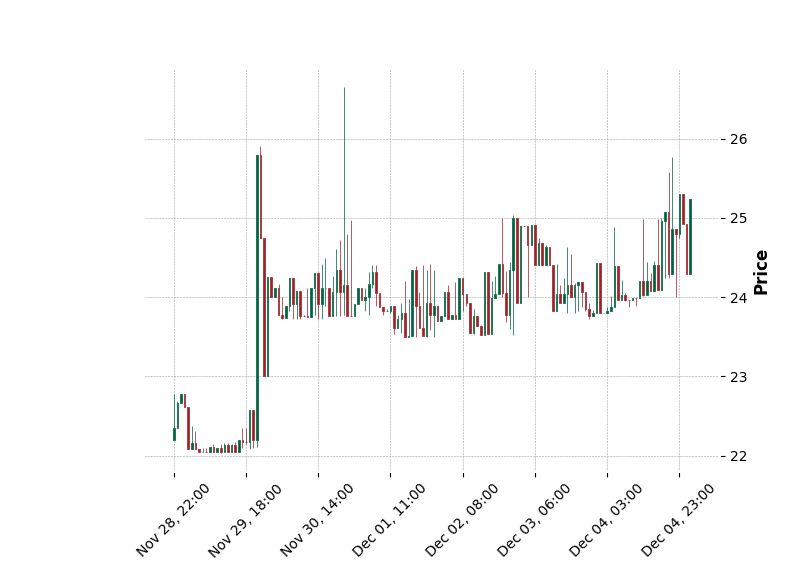 26
25
24
23
22
Price
Nov 28, 22:00
Nov 29, 18:00
Nov 30, 14:00
Dec 01, 11:00
Dec 02, 08:00
Dec 03, 06:00
Dec 04, 03:00
Dec 04, 23:00